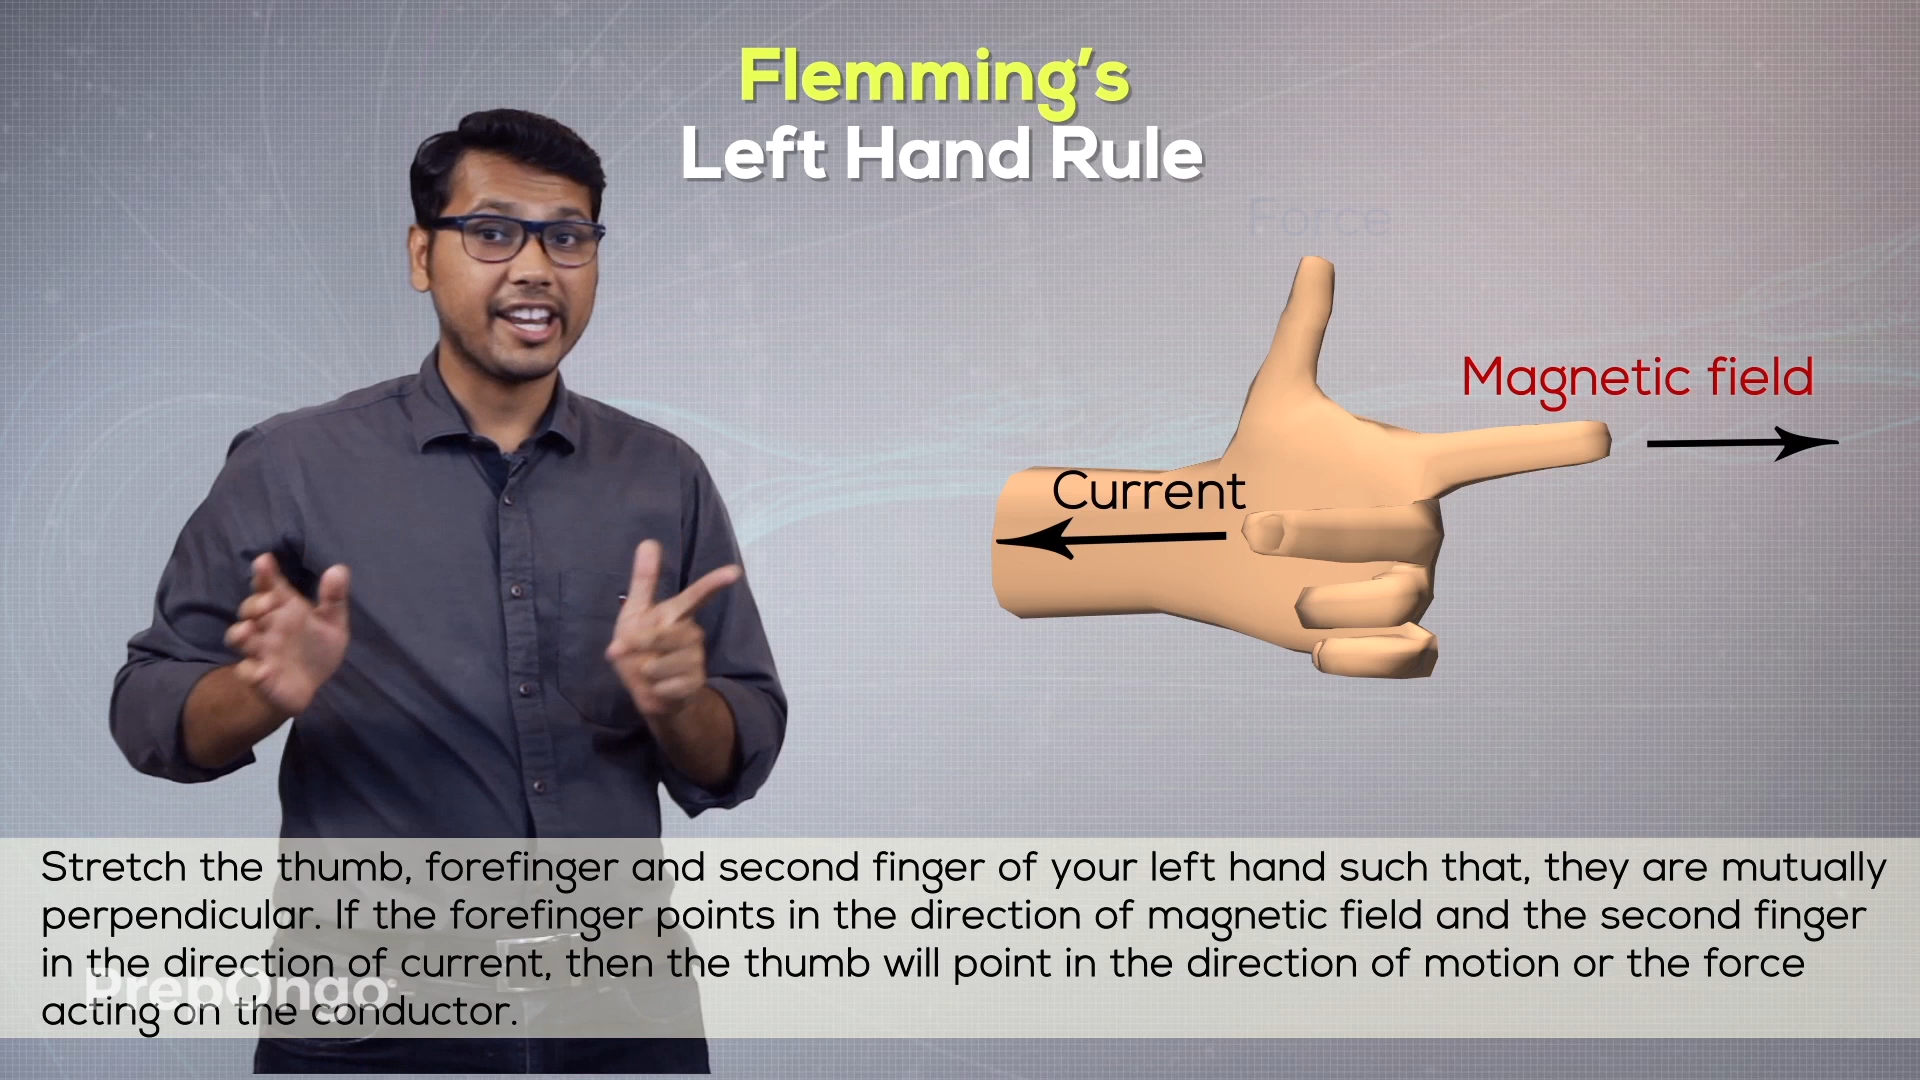 Flemming's
Left Hand Rule
Force
Magnetic field
Current
Stretch the thumb, forefinger and second finger of your left hand such that, they are mutually
perpendicular. If the forefinger points in the direction of magnetic field and the second finger
in the direction of current, then the thumb will point in the direction of motion or the force
acting on the conductor.
PrepOngo